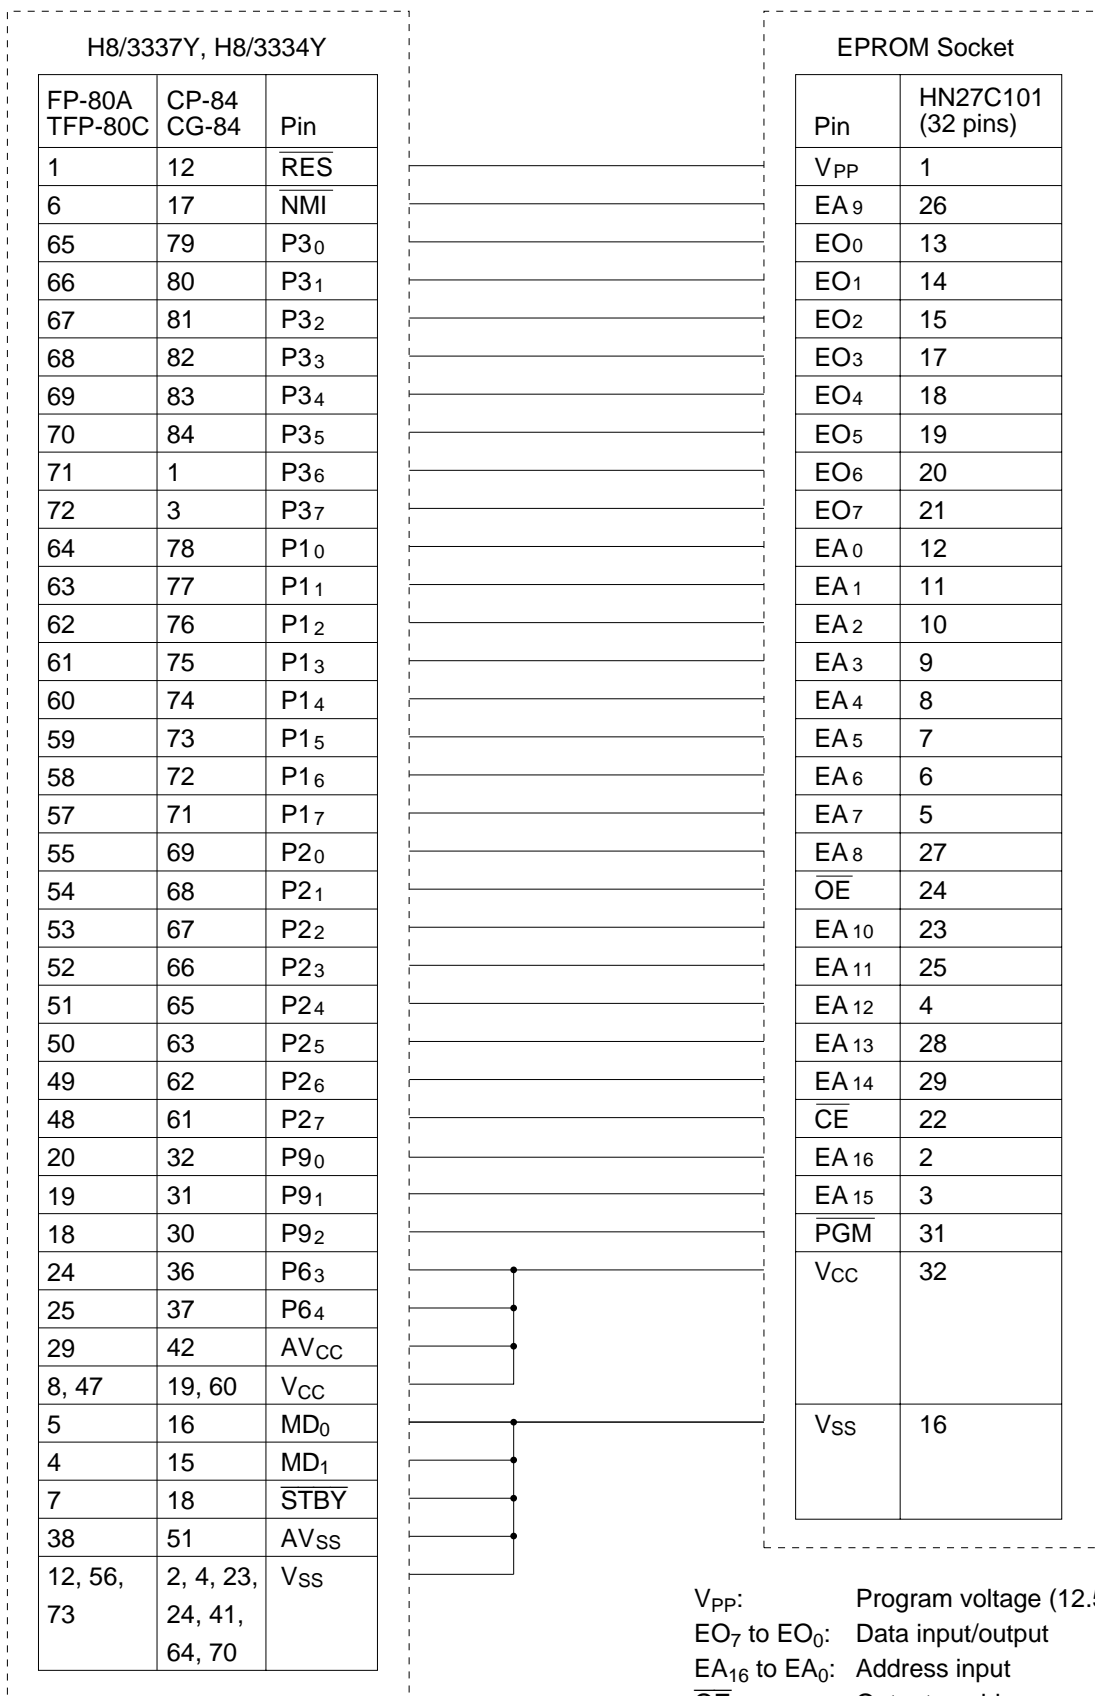 H8/3337Y, H8/3334Y
FP-80A TFP-80C CP-84 CG-84 Pin
1 12 R̅E̅S̅
6 17 N̅M̅I̅
65 79 P3₀
66 80 P3₁
67 81 P3₂
68 82 P3₃
69 83 P3₄
70 84 P3₅
71 1 P3₆
72 3 P3₇
64 78 P1₀
63 77 P1₁
62 76 P1₂
61 75 P1₃
60 74 P1₄
59 73 P1₅
58 72 P1₆
57 71 P1₇
55 69 P2₀
54 68 P2₁
53 67 P2₂
52 66 P2₃
51 65 P2₄
50 63 P2₅
49 62 P2₆
48 61 P2₇
20 32 P9₀
19 31 P9₁
18 30 P9₂
24 36 P6₃
25 37 P6₄
29 42 AVCC
8, 47 19, 60 VCC
5 16 MD₀
4 15 MD₁
7 18 S̅T̅B̅Y̅
38 51 AVSS
12, 56, 2, 4, 23, VSS
73 24, 41,
64, 70
EPROM Socket
Pin HN27C101 (32 pins)
VPP 1
EA₉ 26
EO₀ 13
EO₁ 14
EO₂ 15
EO₃ 17
EO₄ 18
EO₅ 19
EO₆ 20
EO₇ 21
EA₀ 12
EA₁ 11
EA₂ 10
EA₃ 9
EA₄ 8
EA₅ 7
EA₆ 6
EA₇ 5
EA₈ 27
O̅E̅ 24
EA₁₀ 23
EA₁₁ 25
EA₁₂ 4
EA₁₃ 28
EA₁₄ 29
C̅E̅ 22
EA₁₆ 2
EA₁₅ 3
P̅G̅M̅ 31
VCC 32
VSS 16
VPP: Program voltage (12.5
EO₇ to EO₀: Data input/output
EA₁₆ to EA₀: Address input